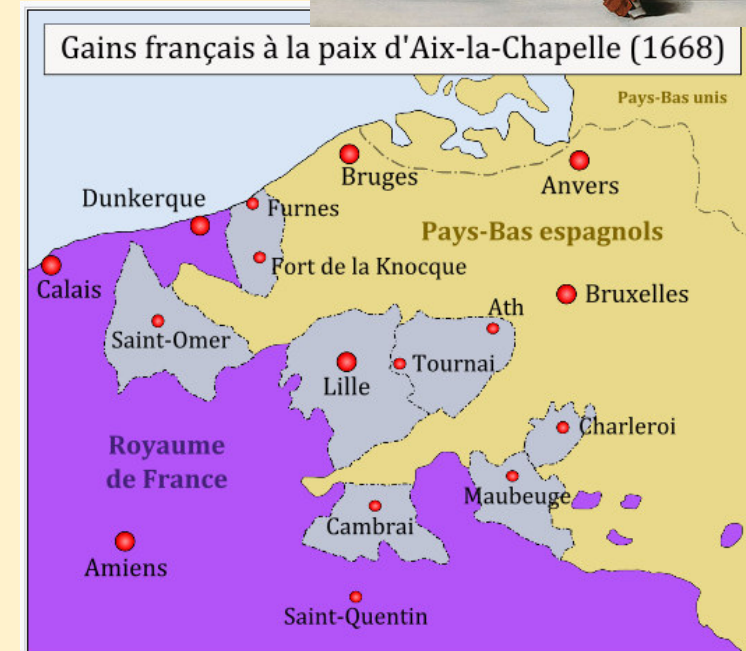 Gains français à la paix d'Aix-la-Chapelle (1668)
Pays-Bas unis
Bruges
Anvers
Dunkerque
Furnes
Pays-Bas espagnols
Fort de la Knocque
Calais
Bruxelles
Ath
Saint-Omer
Tournai
Lille
Charleroi
Royaume
de France
Maubeuge
Cambrai
Amiens
Saint-Quentin